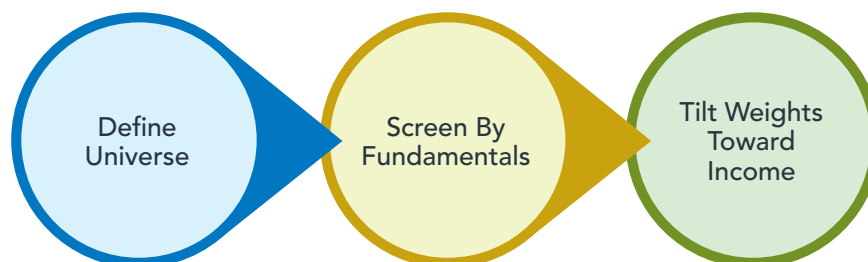 Define
Universe
Screen By
Fundamentals
Tilt Weights
Toward
Income